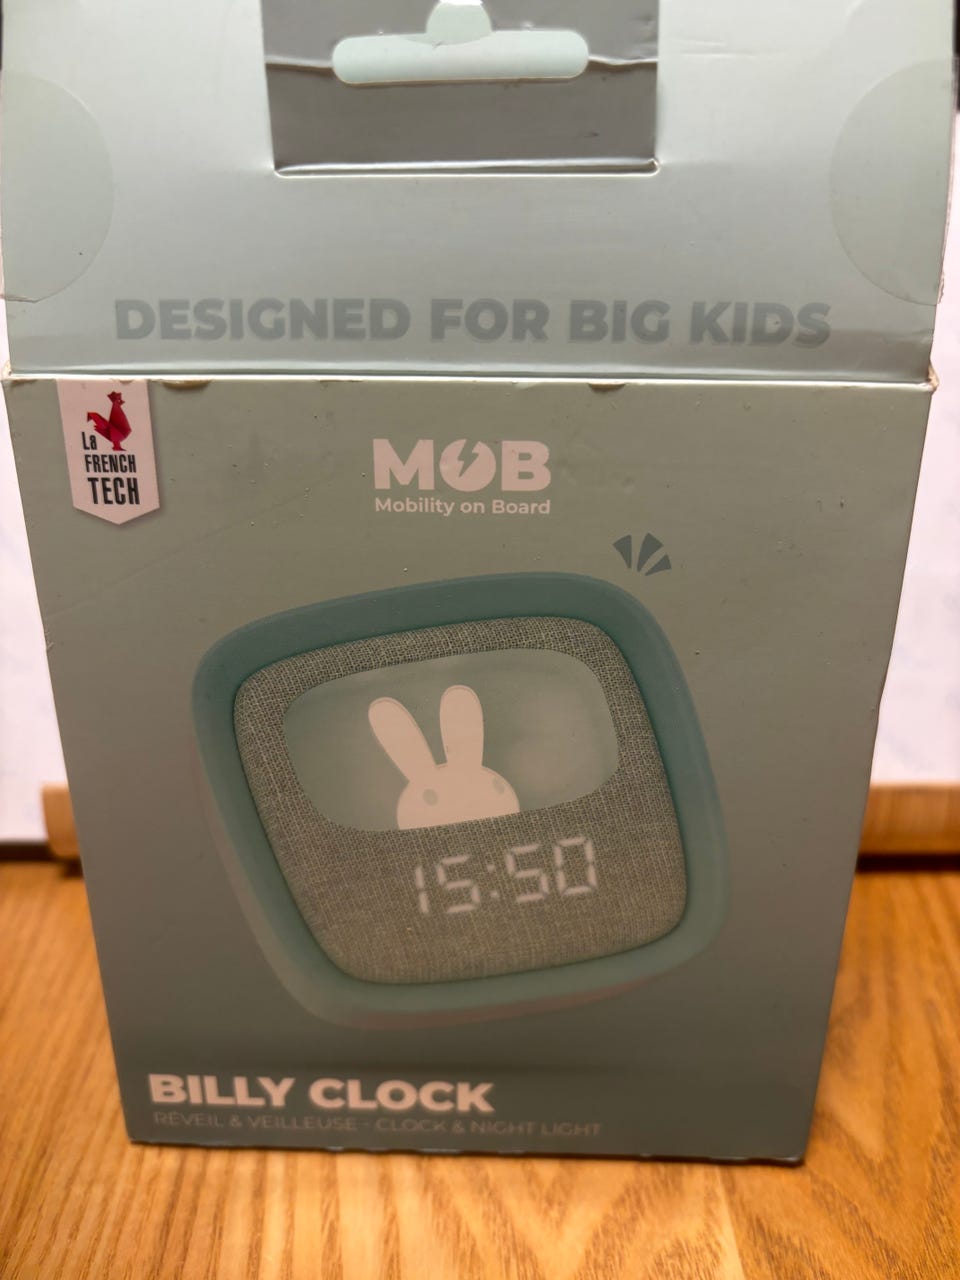 DESIGNED FOR BIG KIDS
La
FRENCH
TECH
MOB
Mobility on Board
15:50
BILLY CLOCK
RÉVEIL & VEILLEUSE - CLOCK & NIGHT LIGHT